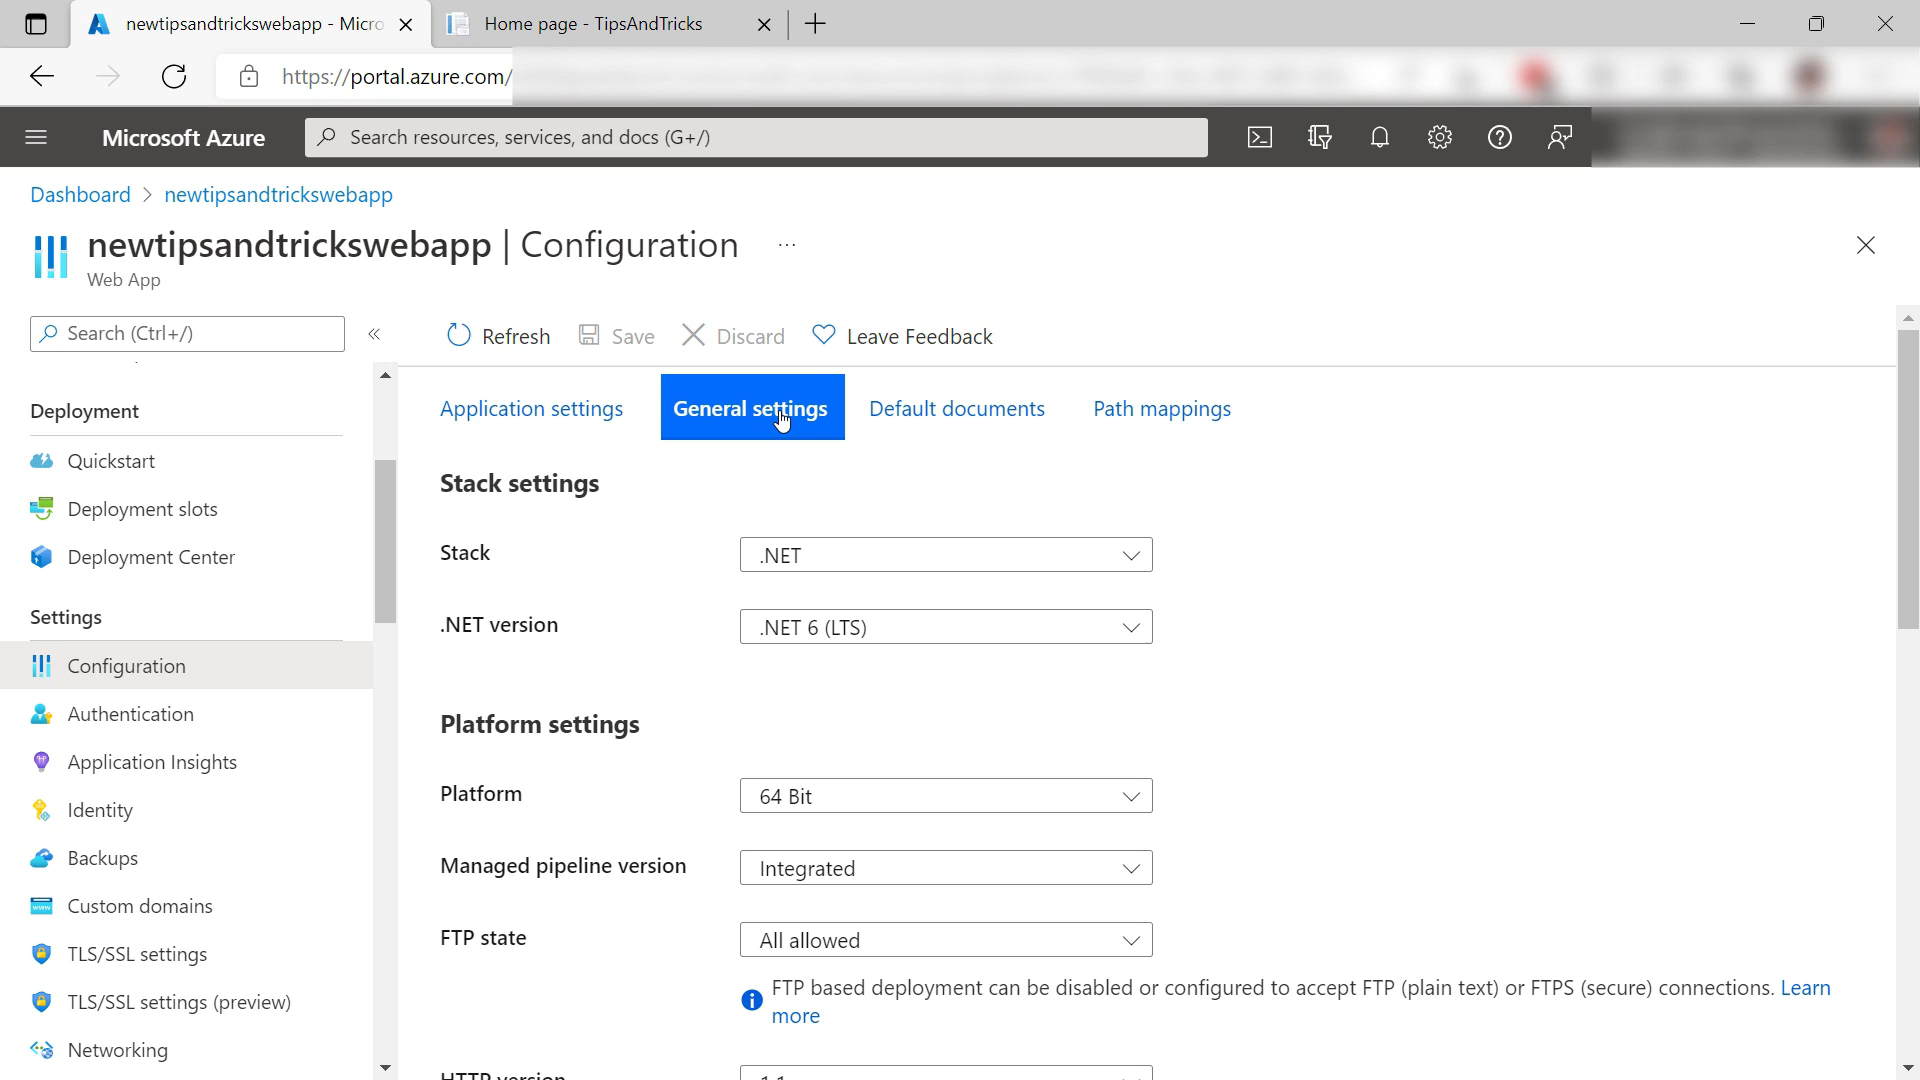 newtipsandtrickswebapp - Micro
Home page - TipsAndTricks
https://portal.azure.com/
Microsoft Azure
Search resources, services, and docs (G+/)
Dashboard > newtipsandtrickswebapp
newtipsandtrickswebapp | Configuration ...
Web App
Search (Ctrl+/)
«
Refresh
Save
Discard
Leave Feedback
Deployment
Quickstart
Deployment slots
Deployment Center
Settings
Configuration
Authentication
Application Insights
Identity
Backups
Custom domains
TLS/SSL settings
TLS/SSL settings (preview)
Networking
Application settings
General settings
Default documents
Path mappings
Stack settings
Stack
.NET
.NET version
.NET 6 (LTS)
Platform settings
Platform
64 Bit
Managed pipeline version
Integrated
FTP state
All allowed
FTP based deployment can be disabled or configured to accept FTP (plain text) or FTPS (secure) connections. Learn
more
HTTP version
1.1